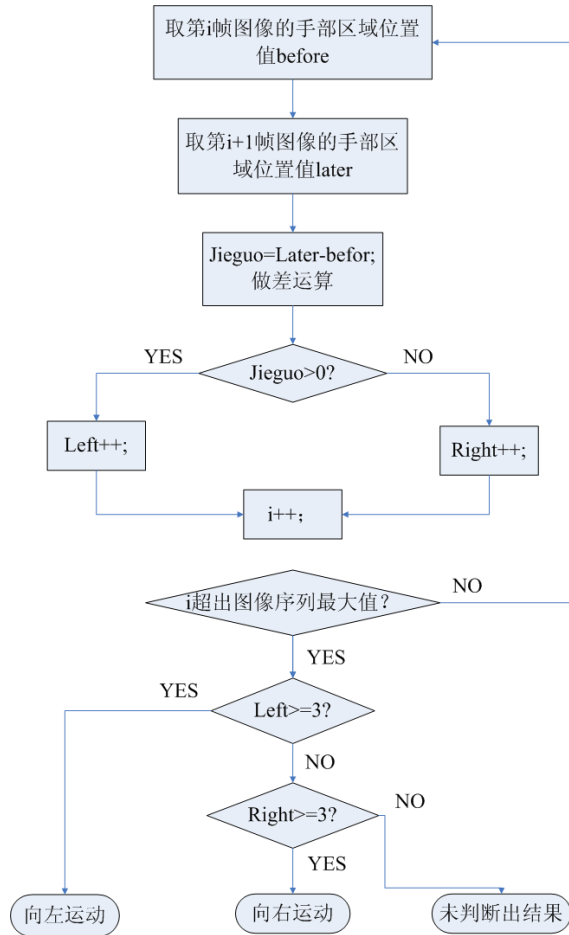 取第i帧图像的手部区域位置
值before
取第i+1帧图像的手部区
域位置值later
Jieguo=Later-befor;
做差运算
YES
NO
Jieguo>0?
Left++;
Right++;
i++；
i超出图像序列最大值？
NO
YES
YES
Left>=3?
NO
NO
Right>=3?
YES
向左运动
向右运动
未判断出结果